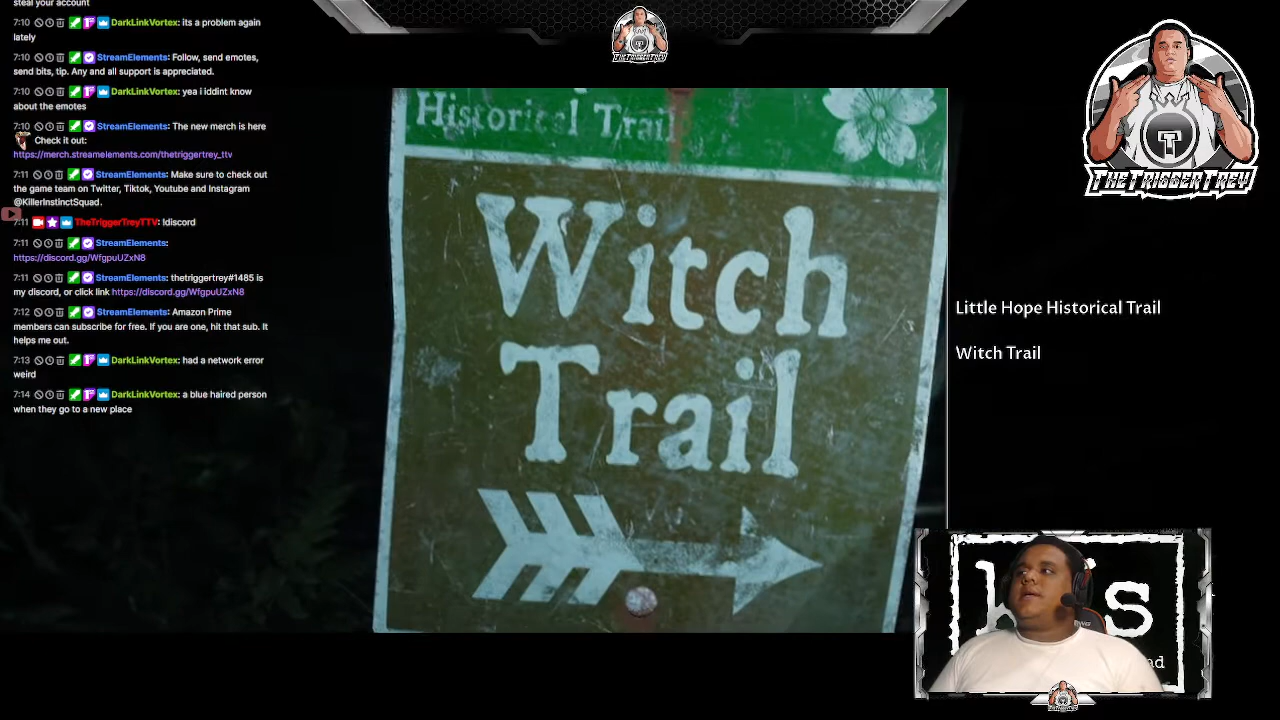 steal your account
7:10 DarkLinkVortex: its a problem again
lately
7:10 StreamElements: Follow, send emotes,
send bits, tip. Any and all support is appreciated.
7:10 DarkLinkVortex: yea i iddint know
about the emotes
7:10 StreamElements: The new merch is here
Check it out:
https://merch.streamelements.com/thetriggertrey_ttv
7:11 StreamElements: Make sure to check out
the game team on Twitter, Tiktok, Youtube and Instagram
@KillerInstinctSquad.
7:11 TheTriggerTreyTTV: !discord
7:11 StreamElements:
https://discord.gg/WfgpuUZxN8
7:11 StreamElements: thetriggertrey#1485 is
my discord, or click link https://discord.gg/WfgpuUZxN8
7:12 StreamElements: Amazon Prime
members can subscribe for free. If you are one, hit that sub. It
helps me out.
7:13 DarkLinkVortex: had a network error
weird
7:14 DarkLinkVortex: a blue haired person
when they go to a new place
THETRIGGERTREY
Historical Trail
Witch
Trail
THETRIGGERTREY
Little Hope Historical Trail
Witch Trail